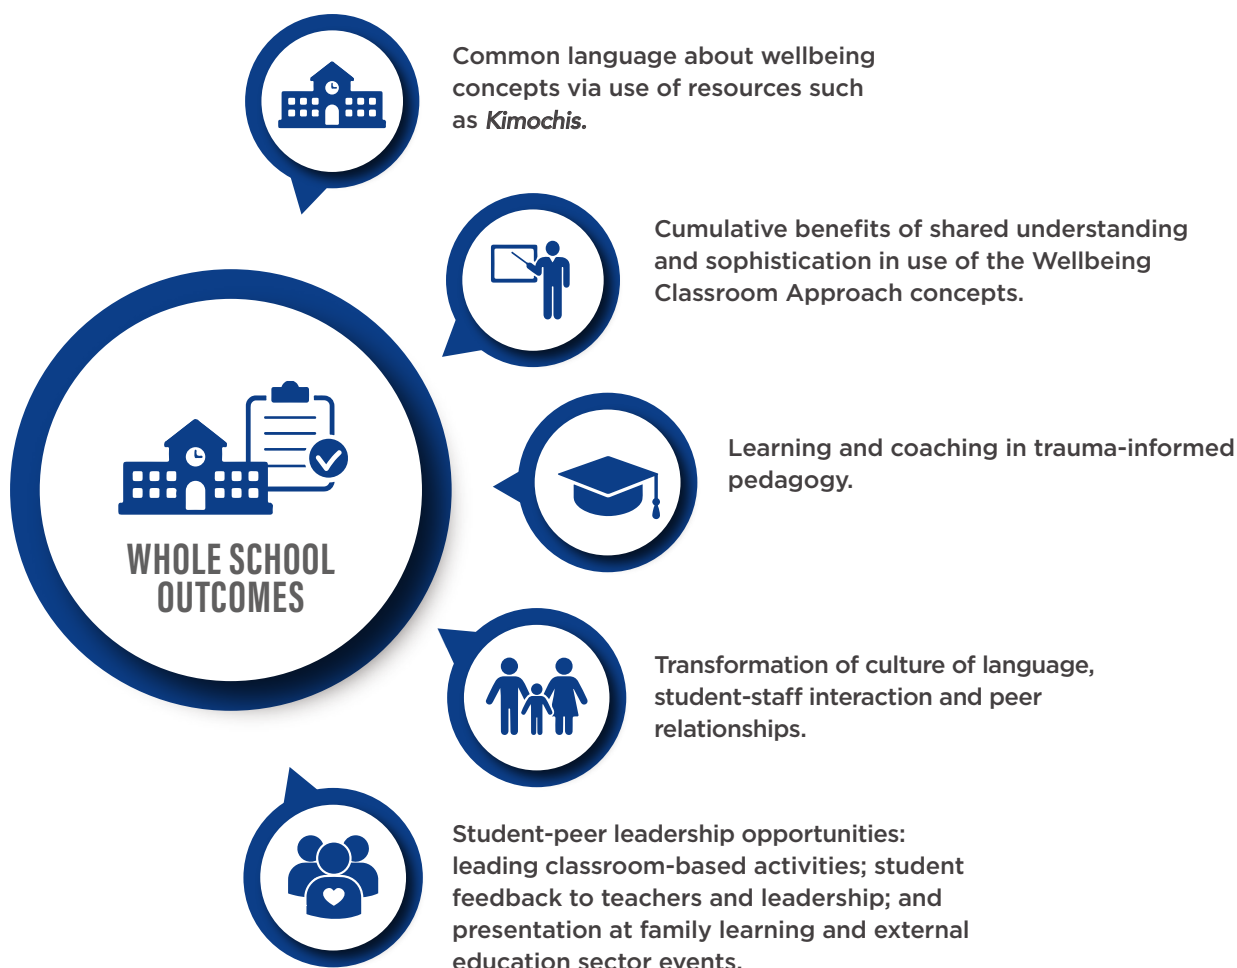 Common language about wellbeing
concepts via use of resources such
as Kimochis.
Cumulative benefits of shared understanding
and sophistication in use of the Wellbeing
Classroom Approach concepts.
Learning and coaching in trauma-informed
pedagogy.
WHOLE SCHOOL
OUTCOMES
Transformation of culture of language,
student-staff interaction and peer
relationships.
Student-peer leadership opportunities:
leading classroom-based activities; student
feedback to teachers and leadership; and
presentation at family learning and external
education sector events.